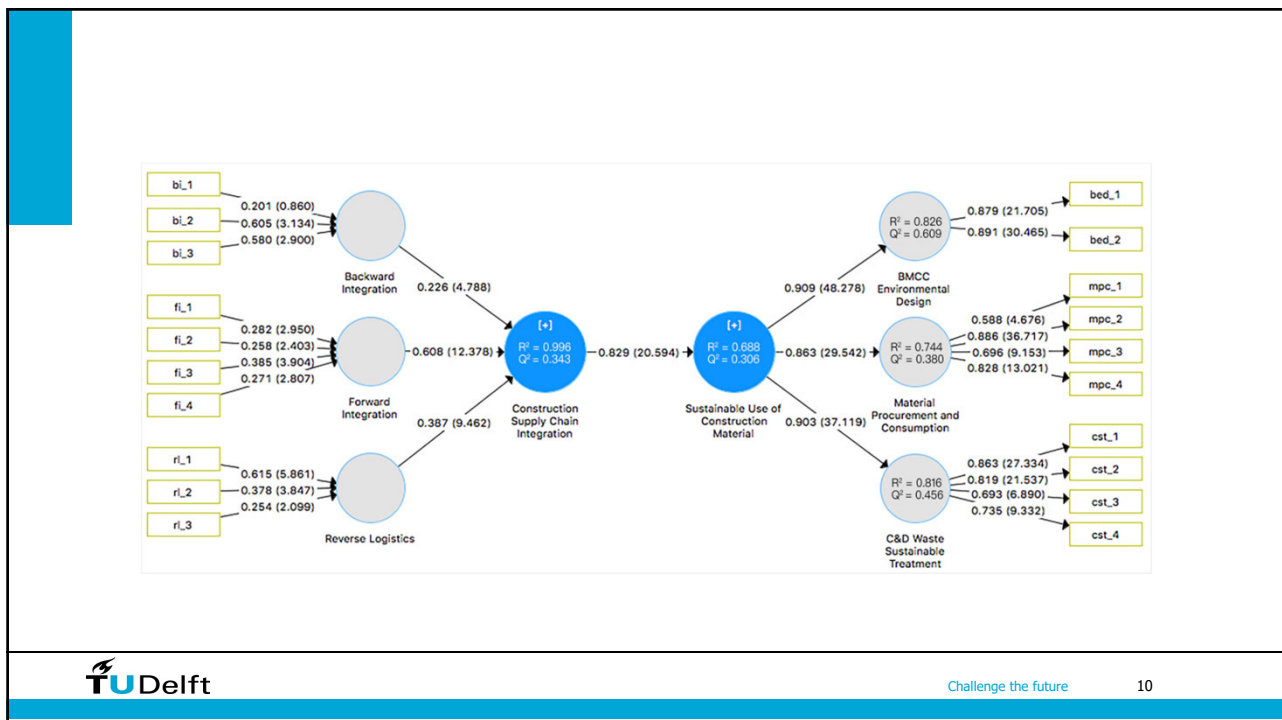 bi_1
bi_2
bi_3
0.201 (0.860)
0.605 (3.134)
0.580 (2.900)
Backward
Integration
0.226 (4.788)
fi_1
fi_2
fi_3
fi_4
0.282 (2.950)
0.258 (2.403)
0.385 (3.904)
0.271 (2.807)
Forward
Integration
0.608 (12.378)
rl_1
rl_2
rl_3
0.615 (5.861)
0.378 (3.847)
0.254 (2.099)
Reverse Logistics
0.387 (9.462)
[+]
R² = 0.996
Q² = 0.343
Construction
Supply Chain
Integration
0.829 (20.594)
[+]
R² = 0.688
Q² = 0.306
Sustainable Use of
Construction
Material
0.909 (48.278)
0.863 (29.542)
0.903 (37.119)
R² = 0.826
Q² = 0.609
BMCC
Environmental
Design
0.879 (21.705)
0.891 (30.465)
bed_1
bed_2
R² = 0.744
Q² = 0.380
Material
Procurement and
Consumption
0.588 (4.676)
0.886 (36.717)
0.696 (9.153)
0.828 (13.021)
mpc_1
mpc_2
mpc_3
mpc_4
R² = 0.816
Q² = 0.456
C&D Waste
Sustainable
Treatment
0.863 (27.334)
0.819 (21.537)
0.693 (6.890)
0.735 (9.332)
cst_1
cst_2
cst_3
cst_4
TUDelft
Challenge the future
10